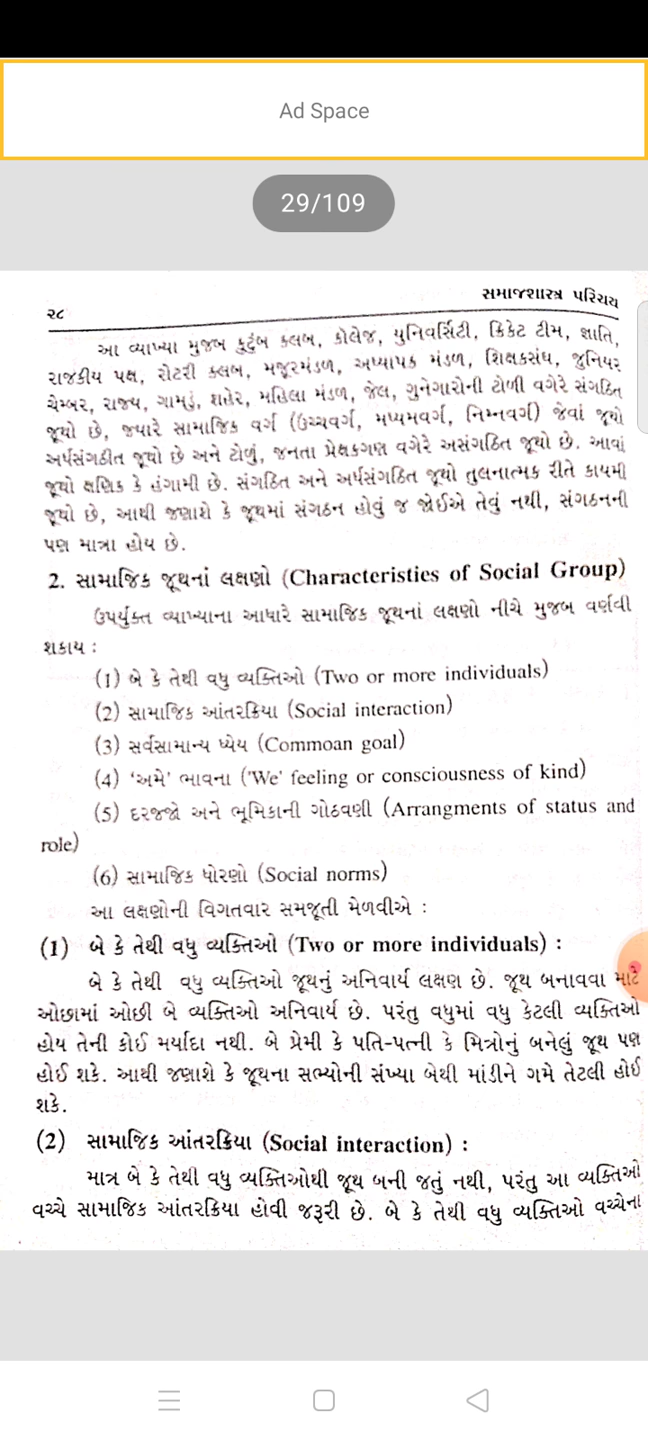 Ad Space
29/109
૨૮
સમાજશાસ્ત્ર પરિચય
આ વ્યાખ્યા મુજબ કુટુંબ ક્લબ, કોલેજ, યુનિવર્સિટી, ક્રિકેટ ટીમ, જ્ઞાતિ,
રાજકીય પક્ષ, રોટરી ક્લબ, મજૂરમંડળ, અધ્યાપક મંડળ, શિક્ષકસંઘ, જુનિયર
ચેમ્બર, રાજ્ય, ગામડું, શહેર, મહિલા મંડળ, જેલ, ગુનેગારોની ટોળી વગેરે સંગઠિત
જૂથો છે, જ્યારે સામાજિક વર્ગ (ઉચ્ચવર્ગ, મધ્યમવર્ગ, નિમ્નવર્ગ) જેવાં જૂથો
અર્ધસંગઠીત જૂથો છે અને ટોળું, જનતા પ્રેક્ષકગણ વગેરે અસંગઠિત જૂથો છે. આવાં
જૂથો ક્ષણિક કે હંગામી છે. સંગઠિત અને અર્ધસંગઠિત જૂથો તુલનાત્મક રીતે કાયમી
જૂથો છે, આથી જણાશે કે જૂથમાં સંગઠન હોવું જ જોઈએ તેવું નથી, સંગઠનની
પણ માત્રા હોય છે.
2. સામાજિક જૂથનાં લક્ષણો (Characteristics of Social Group)
ઉપર્યુક્ત વ્યાખ્યાના આધારે સામાજિક જૂથનાં લક્ષણો નીચે મુજબ વર્ણવી
શકાય :
(1) બે કે તેથી વધુ વ્યક્તિઓ (Two or more individuals)
(2) સામાજિક આંતરક્રિયા (Social interaction)
(3) સર્વસામાન્ય ધ્યેય (Commoan goal)
(4) 'અમે' ભાવના ('We' feeling or consciousness of kind)
(5) દરજ્જો અને ભૂમિકાની ગોઠવણી (Arrangments of status and
role)
(6) સામાજિક ધોરણો (Social norms)
આ લક્ષણોની વિગતવાર સમજૂતી મેળવીએ :
(1) બે કે તેથી વધુ વ્યક્તિઓ (Two or more individuals) :
બે કે તેથી વધુ વ્યક્તિઓ જૂથનું અનિવાર્ય લક્ષણ છે. જૂથ બનાવવા માટે
ઓછામાં ઓછી બે વ્યક્તિઓ અનિવાર્ય છે. પરંતુ વધુમાં વધુ કેટલી વ્યક્તિઓ
હોય તેની કોઈ મર્યાદા નથી. બે પ્રેમી કે પતિ-પત્ની કે મિત્રોનું બનેલું જૂથ પણ
હોઈ શકે. આથી જણાશે કે જૂથના સભ્યોની સંખ્યા બેથી માંડીને ગમે તેટલી હોઈ
શકે.
(2) સામાજિક આંતરક્રિયા (Social interaction) :
માત્ર બે કે તેથી વધુ વ્યક્તિઓથી જૂથ બની જતું નથી, પરંતુ આ વ્યક્તિઓ
વચ્ચે સામાજિક આંતરક્રિયા હોવી જરૂરી છે. બે કે તેથી વધુ વ્યક્તિઓ વચ્ચેના